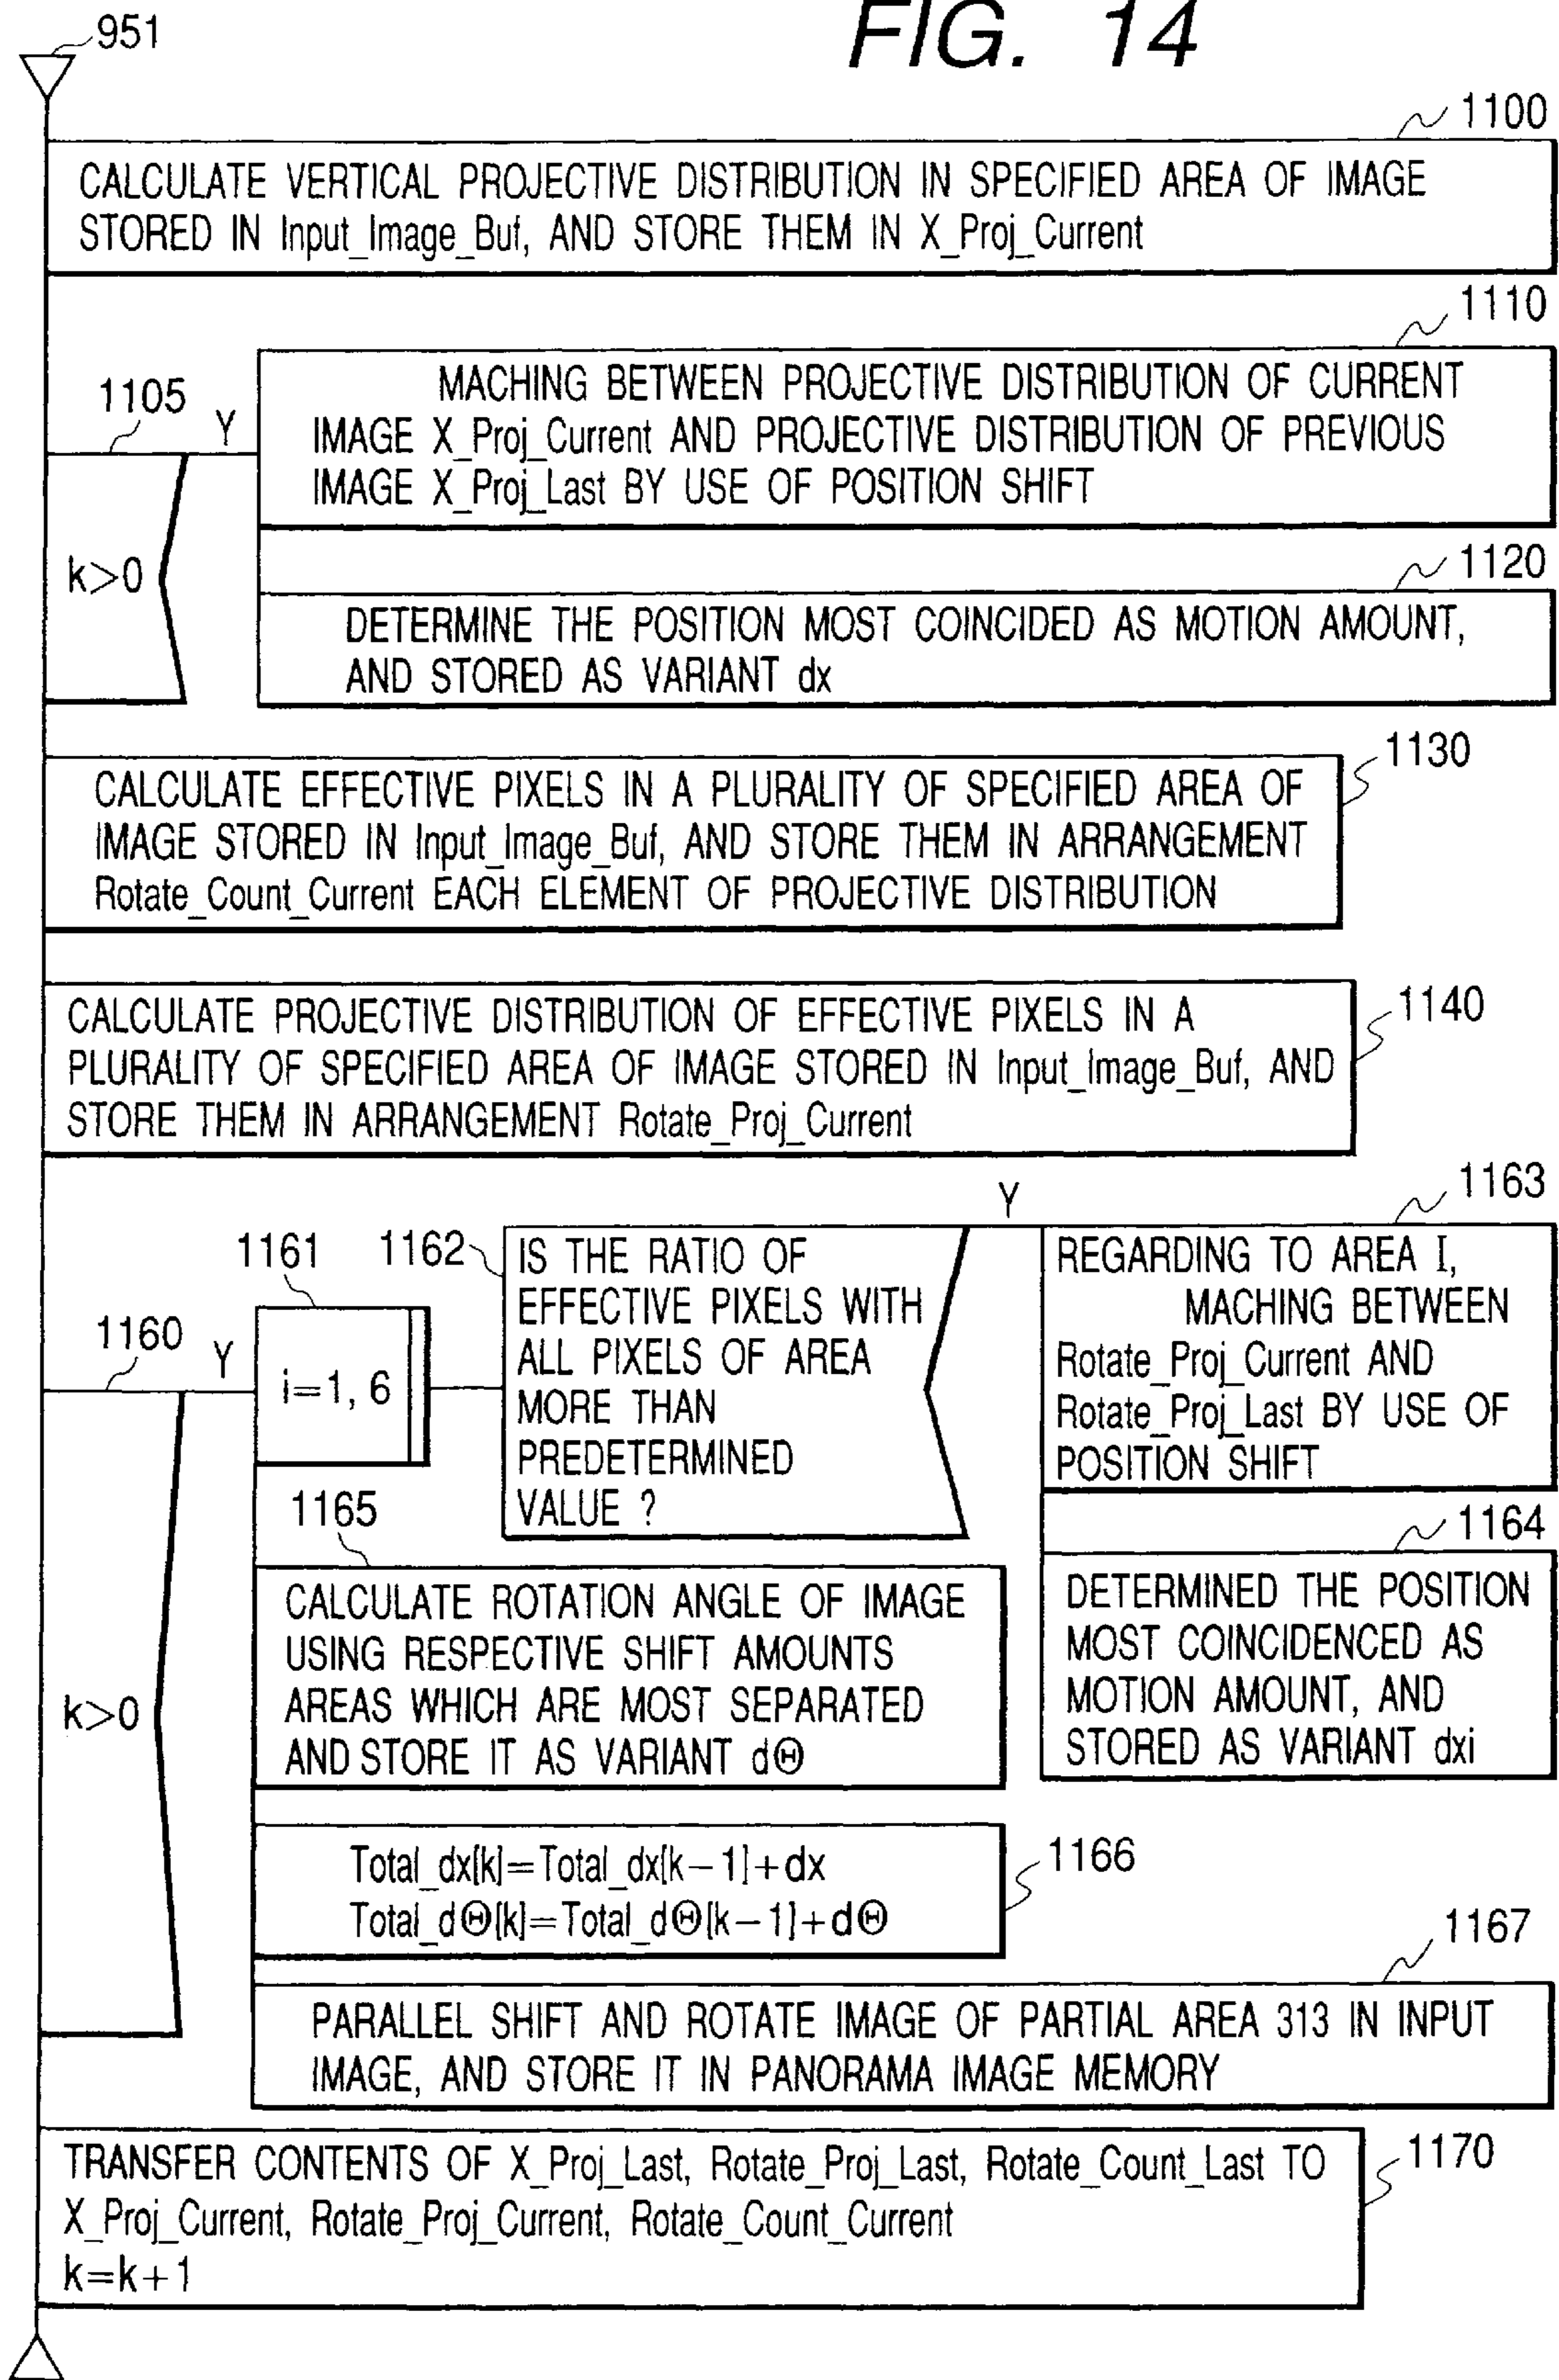 FIG. 14
951
1100
CALCULATE VERTICAL PROJECTIVE DISTRIBUTION IN SPECIFIED AREA OF IMAGE
STORED IN Input_Image_Buf, AND STORE THEM IN X_Proj_Current
1110
MACHING BETWEEN PROJECTIVE DISTRIBUTION OF CURRENT
IMAGE X_Proj_Current AND PROJECTIVE DISTRIBUTION OF PREVIOUS
IMAGE X_Proj_Last BY USE OF POSITION SHIFT
1105
Y
k>0
1120
DETERMINE THE POSITION MOST COINCIDED AS MOTION AMOUNT,
AND STORED AS VARIANT dx
1130
CALCULATE EFFECTIVE PIXELS IN A PLURALITY OF SPECIFIED AREA OF
IMAGE STORED IN Input_Image_Buf, AND STORE THEM IN ARRANGEMENT
Rotate_Count_Current EACH ELEMENT OF PROJECTIVE DISTRIBUTION
1140
CALCULATE PROJECTIVE DISTRIBUTION OF EFFECTIVE PIXELS IN A
PLURALITY OF SPECIFIED AREA OF IMAGE STORED IN Input_Image_Buf, AND
STORE THEM IN ARRANGEMENT Rotate_Proj_Current
1160
Y
k>0
1161
i=1, 6
1162
IS THE RATIO OF
EFFECTIVE PIXELS WITH
ALL PIXELS OF AREA
MORE THAN
PREDETERMINED
VALUE ?
Y
1163
REGARDING TO AREA I,
MACHING BETWEEN
Rotate_Proj_Current AND
Rotate_Proj_Last BY USE OF
POSITION SHIFT
1164
DETERMINED THE POSITION
MOST COINCIDENCED AS
MOTION AMOUNT, AND
STORED AS VARIANT dxi
1165
CALCULATE ROTATION ANGLE OF IMAGE
USING RESPECTIVE SHIFT AMOUNTS
AREAS WHICH ARE MOST SEPARATED
AND STORE IT AS VARIANT dΘ
1166
Total_dx[k]=Total_dx[k−1]+dx
Total_dΘ[k]=Total_dΘ[k−1]+dΘ
1167
PARALLEL SHIFT AND ROTATE IMAGE OF PARTIAL AREA 313 IN INPUT
IMAGE, AND STORE IT IN PANORAMA IMAGE MEMORY
1170
TRANSFER CONTENTS OF X_Proj_Last, Rotate_Proj_Last, Rotate_Count_Last TO
X_Proj_Current, Rotate_Proj_Current, Rotate_Count_Current
k=k+1